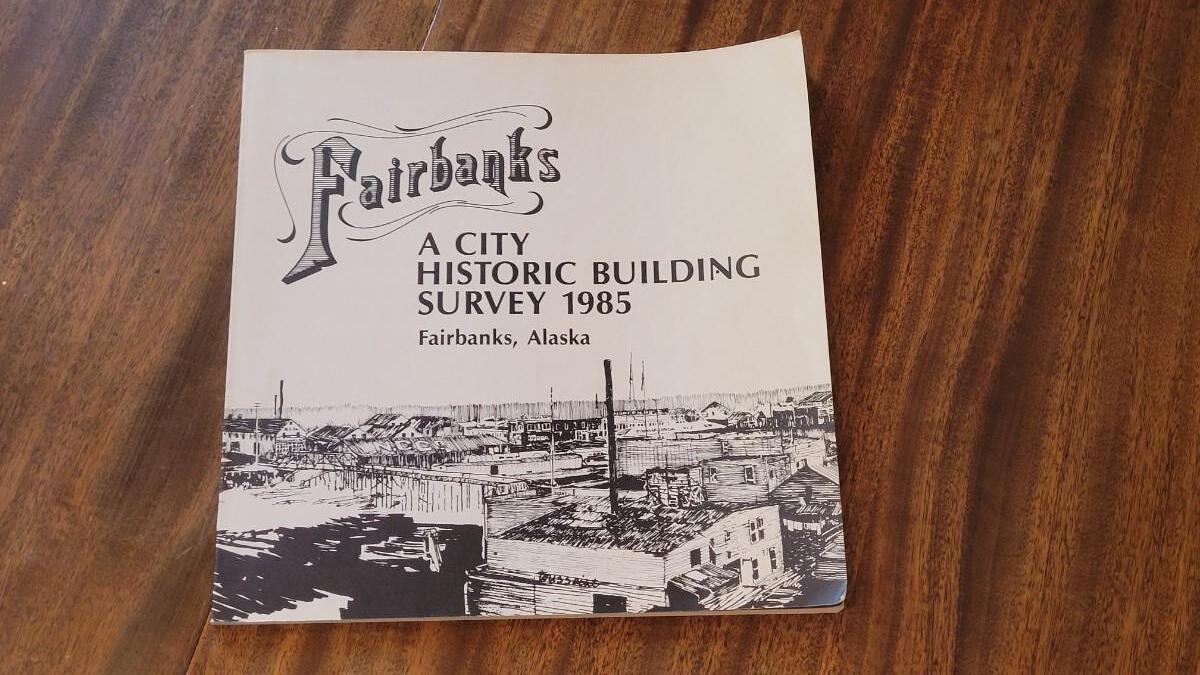 Fairbanks
A CITY
HISTORIC BUILDING
SURVEY 1985
Fairbanks, Alaska